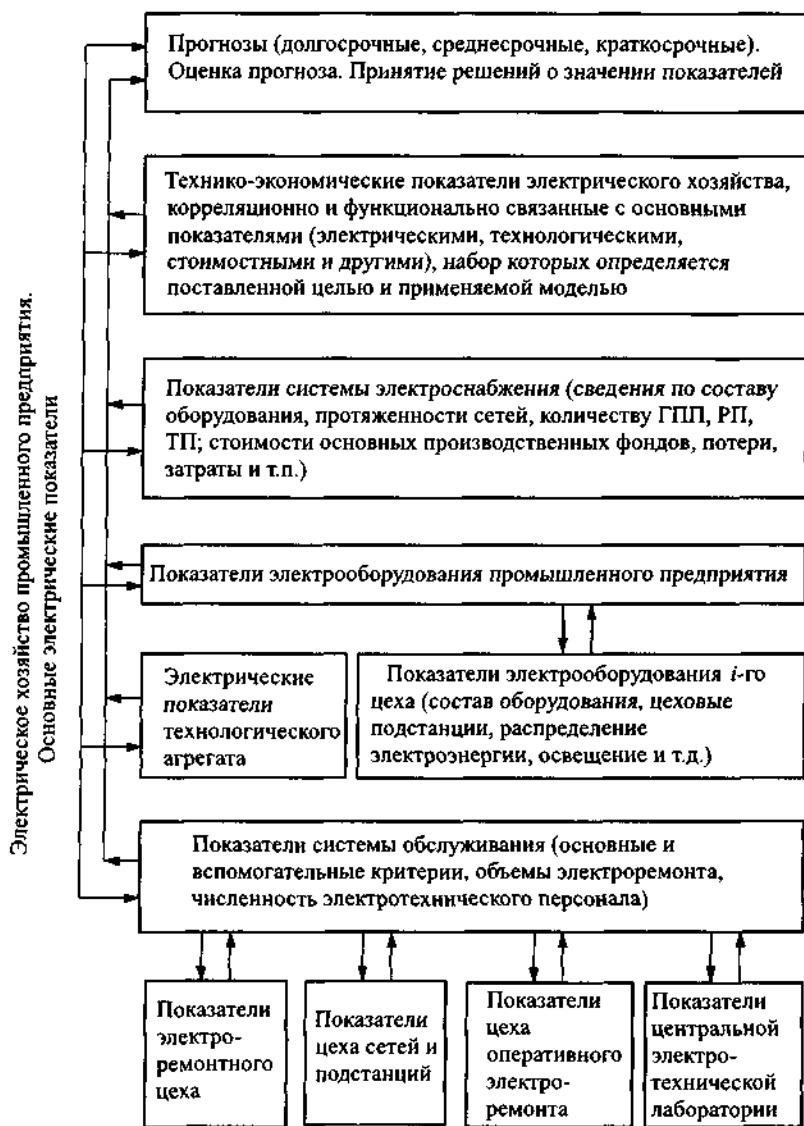 Электрическое хозяйство промышленного предприятия.
Основные электрические показатели
Прогнозы (долгосрочные, среднесрочные, краткосрочные).
Оценка прогноза. Принятие решений о значении показателей
Технико-экономические показатели электрического хозяйства,
корреляционно и функционально связанные с основными
показателями (электрическими, технологическими,
стоимостными и другими), набор которых определяется
поставленной целью и применяемой моделью
Показатели системы электроснабжения (сведения по составу
оборудования, протяженности сетей, количеству ГПП, РП,
ТП; стоимости основных производственных фондов, потери,
затраты и т.п.)
Показатели электрооборудования промышленного предприятия
Электрические
показатели
технологического
агрегата
Показатели электрооборудования i-го
цеха (состав оборудования, цеховые
подстанции, распределение
электроэнергии, освещение и т.д.)
Показатели системы обслуживания (основные и
вспомогательные критерии, объемы электроремонта,
численность электротехнического персонала)
Показатели
электро-
ремонтного
цеха
Показатели
цеха сетей и
подстанций
Показатели
цеха
оперативного
электро-
ремонта
Показатели
центральной
электро-
технической
лаборатории